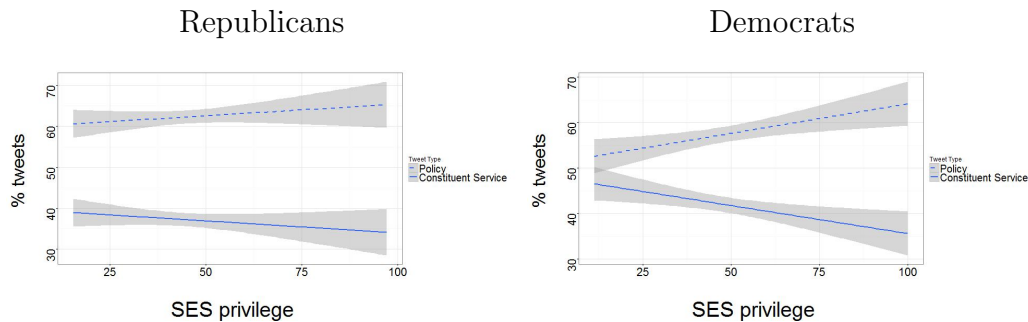 Republicans
% tweets
70
60
50
40
30
25
50
75
100
SES privilege
Tweet Type
Policy
Constituent Service
Democrats
% tweets
70
60
50
40
30
25
50
75
100
SES privilege
Tweet Type
Policy
Constituent Service